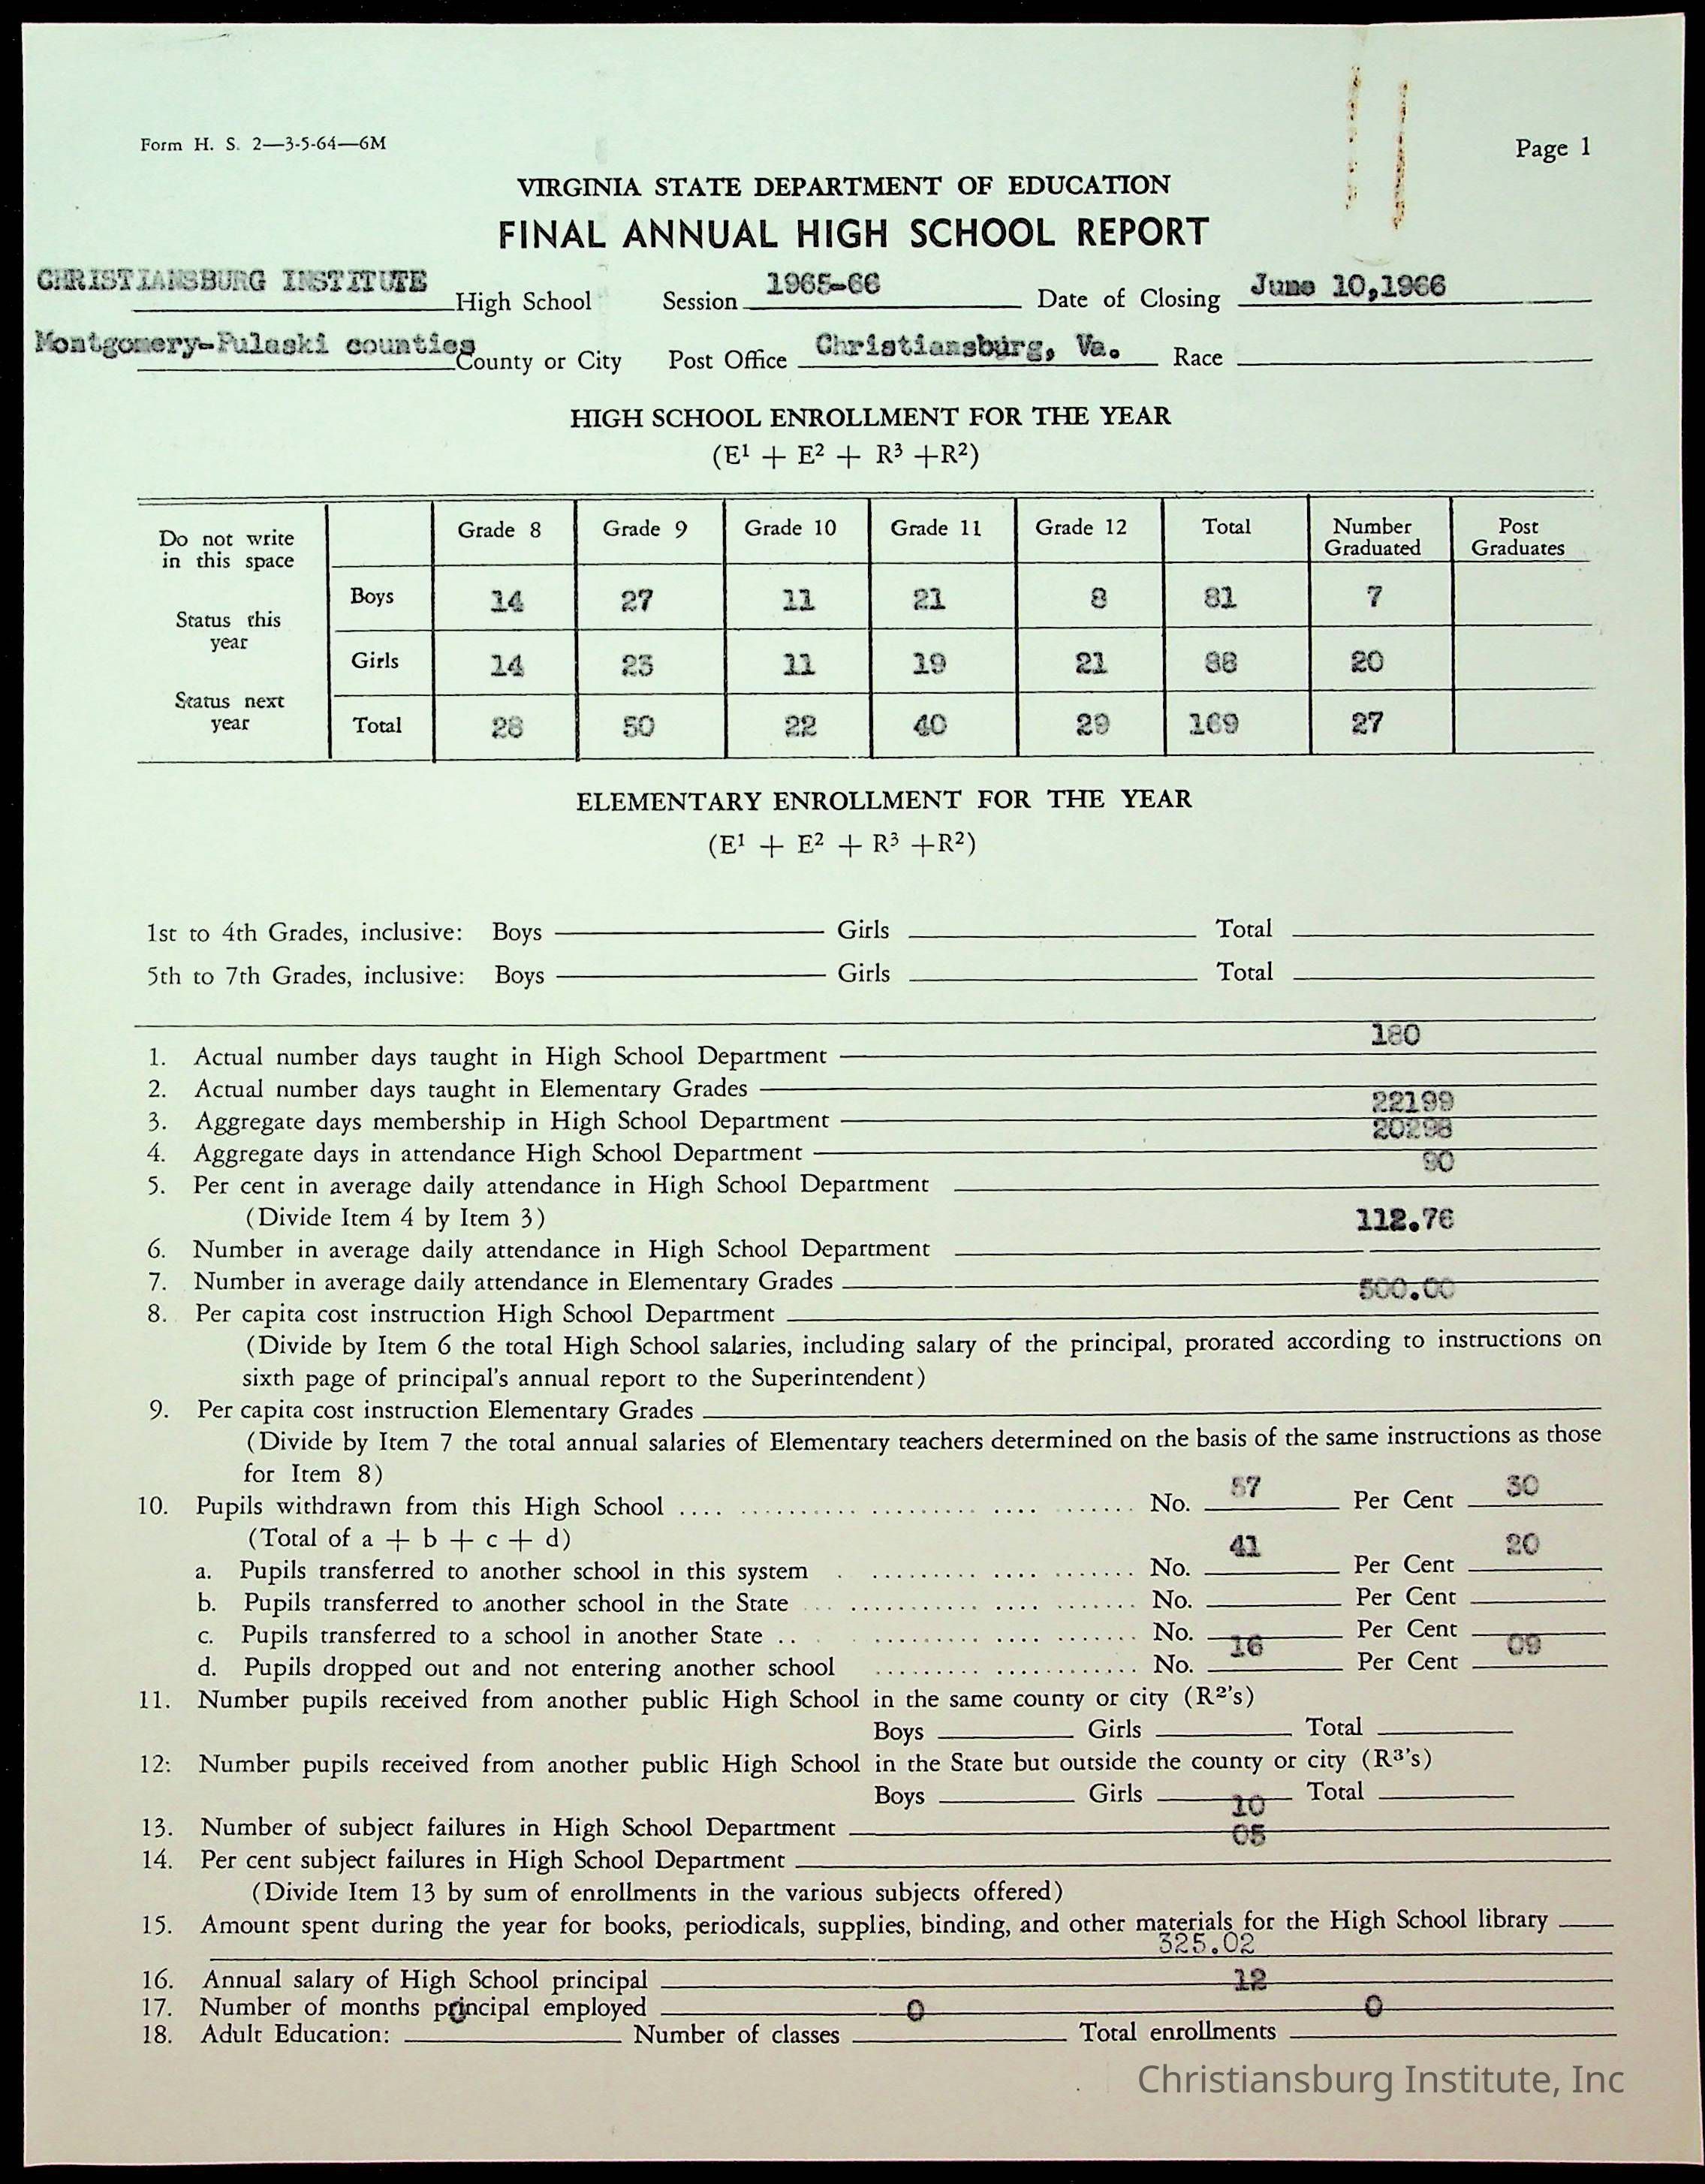 Form H. S. 2—3-5-64—6M
Page 1
VIRGINIA STATE DEPARTMENT OF EDUCATION
FINAL ANNUAL HIGH SCHOOL REPORT
CHRISTIANSBURG INSTITUTE High School Session 1965-66 Date of Closing June 10,1966
Montgomery-Pulaski counties County or City Post Office Christiansburg, Va. Race
HIGH SCHOOL ENROLLMENT FOR THE YEAR
(E¹ + E² + R³ +R²)
Do not write in this space Grade 8 Grade 9 Grade 10 Grade 11 Grade 12 Total Number Graduated Post Graduates
Status this year Boys 14 27 11 21 8 81 7
Girls 14 23 11 19 21 88 20
Status next year Total 28 50 22 40 29 169 27
ELEMENTARY ENROLLMENT FOR THE YEAR
(E¹ + E² + R³ +R²)
1st to 4th Grades, inclusive: Boys Girls Total
5th to 7th Grades, inclusive: Boys Girls Total
1. Actual number days taught in High School Department 180
2. Actual number days taught in Elementary Grades
3. Aggregate days membership in High School Department 22199
4. Aggregate days in attendance High School Department 20298
5. Per cent in average daily attendance in High School Department 90
(Divide Item 4 by Item 3)
6. Number in average daily attendance in High School Department 112.76
7. Number in average daily attendance in Elementary Grades
8. Per capita cost instruction High School Department 500.00
(Divide by Item 6 the total High School salaries, including salary of the principal, prorated according to instructions on
sixth page of principal's annual report to the Superintendent)
9. Per capita cost instruction Elementary Grades
(Divide by Item 7 the total annual salaries of Elementary teachers determined on the basis of the same instructions as those
for Item 8)
10. Pupils withdrawn from this High School No. 57 Per Cent 30
(Total of a + b + c + d)
a. Pupils transferred to another school in this system No. 41 Per Cent 20
b. Pupils transferred to another school in the State No. Per Cent
c. Pupils transferred to a school in another State No. Per Cent
d. Pupils dropped out and not entering another school No. 16 Per Cent 09
11. Number pupils received from another public High School in the same county or city (R²'s)
Boys Girls Total
12: Number pupils received from another public High School in the State but outside the county or city (R³'s)
Boys Girls Total
13. Number of subject failures in High School Department 10
14. Per cent subject failures in High School Department 05
(Divide Item 13 by sum of enrollments in the various subjects offered)
15. Amount spent during the year for books, periodicals, supplies, binding, and other materials for the High School library
325.02
16. Annual salary of High School principal
17. Number of months principal employed 12
18. Adult Education: 0 Number of classes 0 Total enrollments 0
Christiansburg Institute, Inc